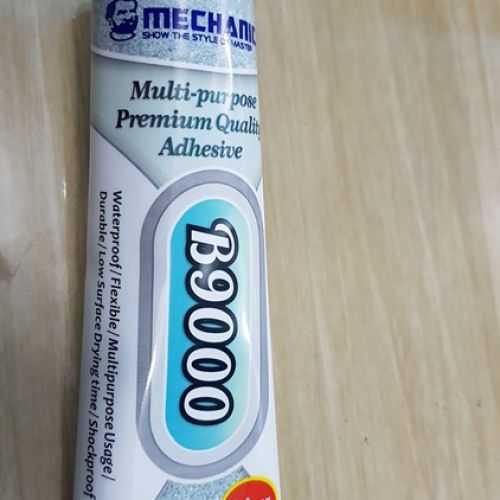 MECHANIC
SHOW THE STYLE OF MASTER
Multi-purpose
Premium Quality
Adhesive
B9000
Waterproof / Flexible / Multipurpose Usage /
Durable / Low Surface Drying time / Shockproof